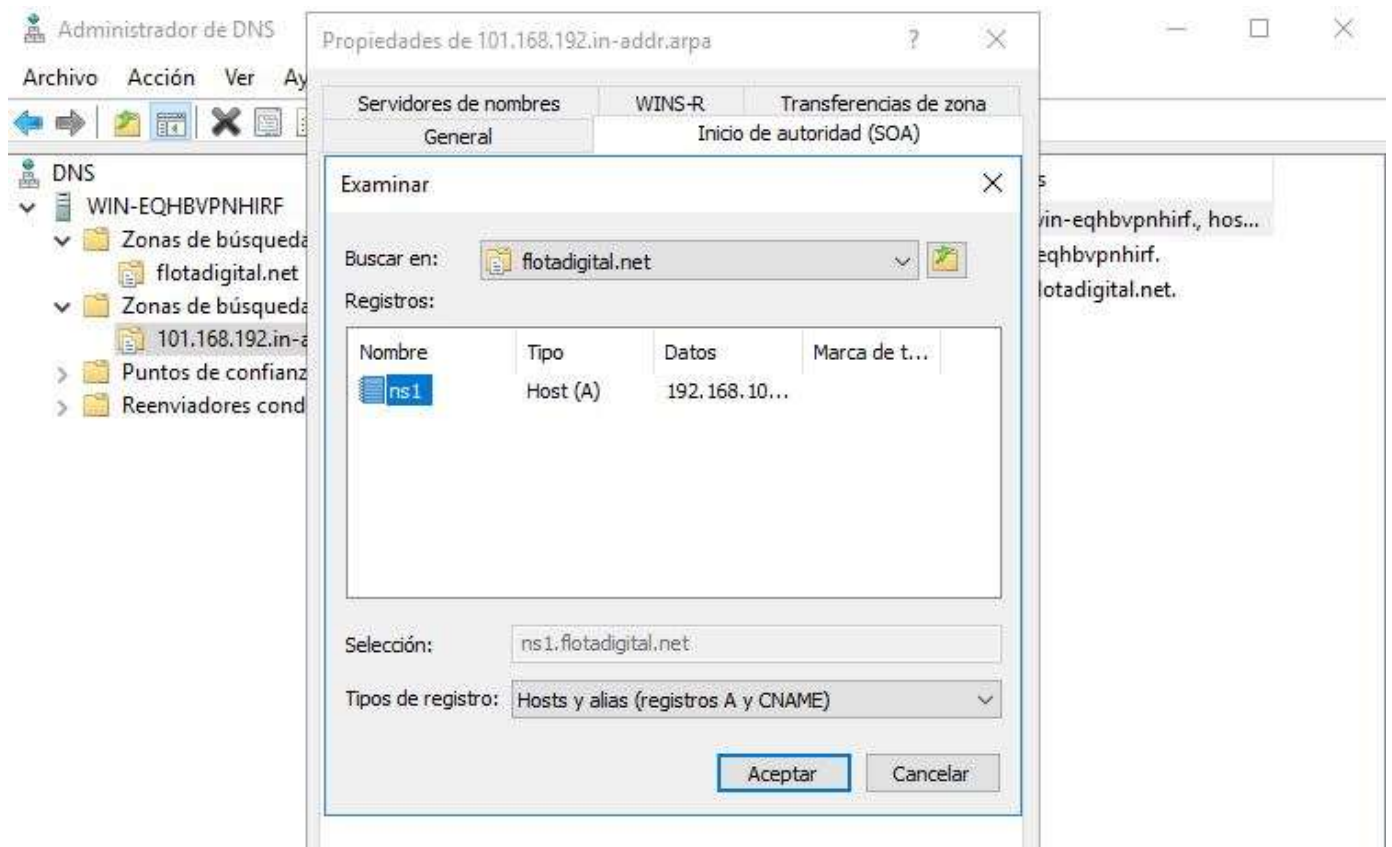 Administrador de DNS
Archivo Acción Ver Ay
DNS
WIN-EQHBVPNHIRF
Zonas de búsqueda
flotadigital.net
Zonas de búsqueda
101.168.192.in-a
Puntos de confianz
Reenviadores cond
Propiedades de 101.168.192.in-addr.arpa ?
Servidores de nombres WINS-R Transferencias de zona
General Inicio de autoridad (SOA)
Examinar
Buscar en: flotadigital.net
Registros:
Nombre Tipo Datos Marca de t...
ns1 Host (A) 192.168.10...
Selección: ns1.flotadigital.net
Tipos de registro: Hosts y alias (registros A y CNAME)
Aceptar Cancelar
s
vin-eqhbvpnhirf., hos...
eqhbvpnhirf.
lotadigital.net.